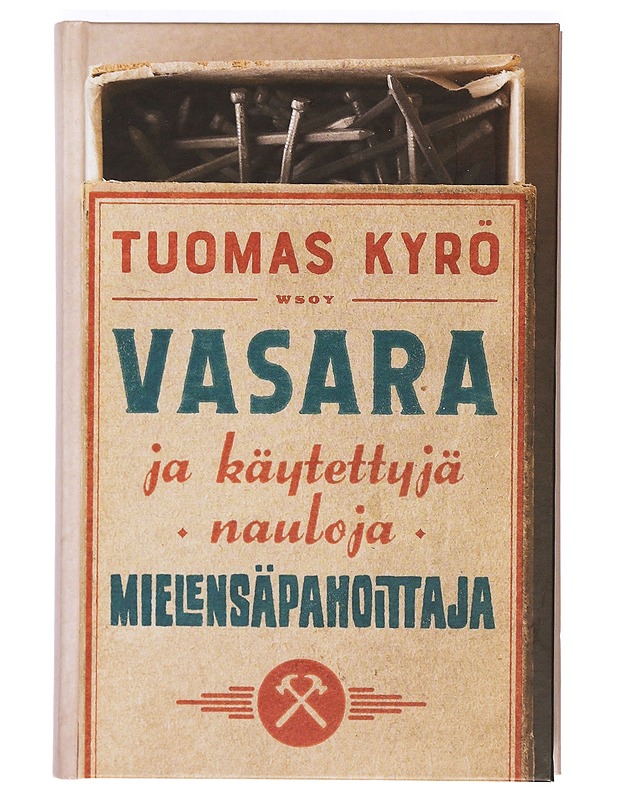 TUOMAS KYRÖ
WSOY
VASARA
ja käytettyjä
nauloja
MIELENSÄPAHOITTAJA